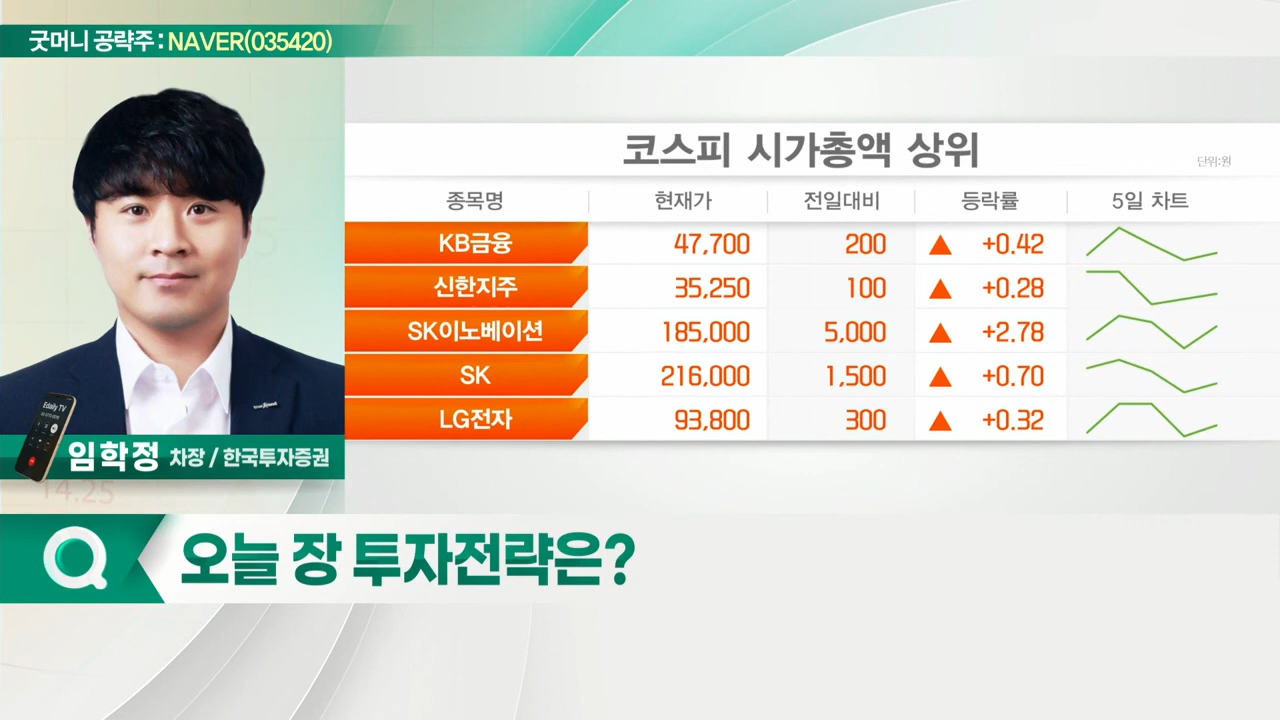 굿머니 공략주 : NAVER(035420)
코스피 시가총액 상위
단위:원
종목명 현재가 전일대비 등락률 5일 차트
KB금융 47,700 200 ▲ +0.42
신한지주 35,250 100 ▲ +0.28
SK이노베이션 185,000 5,000 ▲ +2.78
SK 216,000 1,500 ▲ +0.70
LG전자 93,800 300 ▲ +0.32
Edaily TV
임학정 차장 / 한국투자증권
14.25
Q 오늘 장 투자전략은?